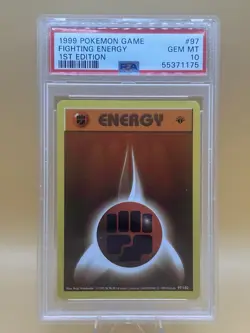 1999 POKEMON GAME #97
FIGHTING ENERGY GEM MT
1ST EDITION 10
PSA 55371175
ENERGY